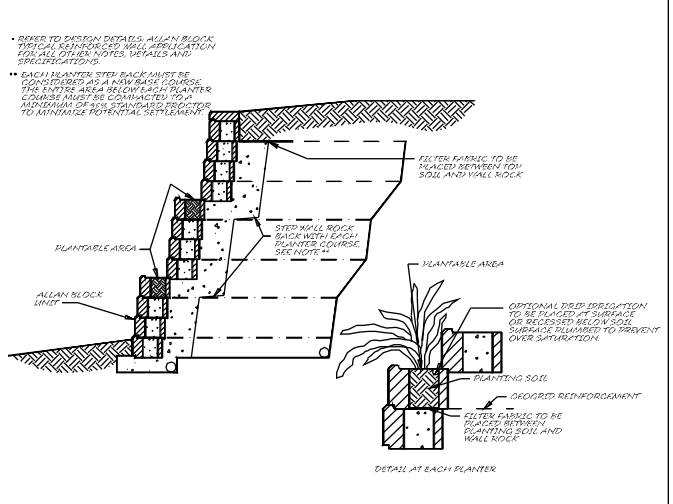 • REFER TO DESIGN DETAILS: ALLAN BLOCK
TYPICAL REINFORCED WALL APPLICATION
FOR ALL OTHER NOTES, DETAILS AND
SPECIFICATIONS.
•• EACH PLANTER STEP BACK MUST BE
CONSIDERED AS A NEW BASE COURSE.
THE ENTIRE AREA BELOW EACH PLANTER
COURSE MUST BE COMPACTED TO A
MINIMUM OF 95% STANDARD PROCTOR
TO MINIMIZE POTENTIAL SETTLEMENT.
FILTER FABRIC TO BE
PLACED BETWEEN TOP
SOIL AND WALL ROCK
STEP WALL ROCK
BACK WITH EACH
PLANTER COURSE,
SEE NOTE **
PLANTABLE AREA
ALLAN BLOCK
UNIT
PLANTABLE AREA
OPTIONAL DRIP IRRIGATION
TO BE PLACED AT SURFACE
OR RECESSED BELOW SOIL
SURFACE PLUMBED TO PREVENT
OVER SATURATION.
PLANTING SOIL
GEOGRID REINFORCEMENT
FILTER FABRIC TO BE
PLACED BETWEEN
PLANTING SOIL AND
WALL ROCK
DETAIL AT EACH PLANTER